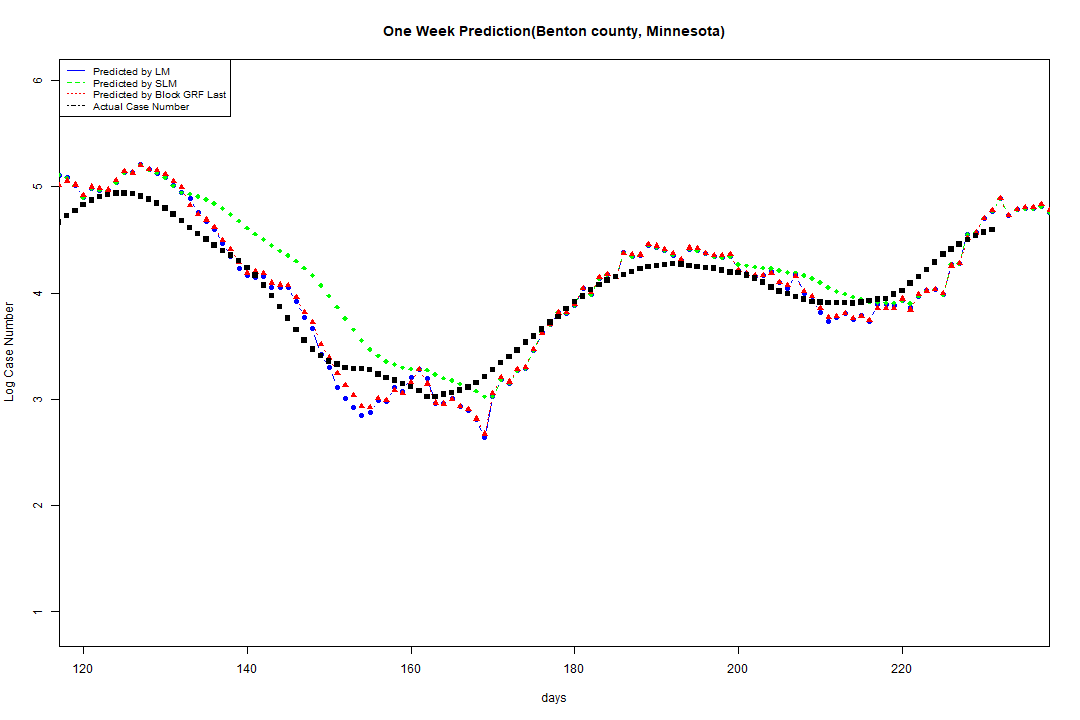 One Week Prediction(Benton county, Minnesota)
Predicted by LM
Predicted by SLM
Predicted by Block GRF Last
Actual Case Number
6
5
4
3
2
1
Log Case Number
120 140 160 180 200 220
days